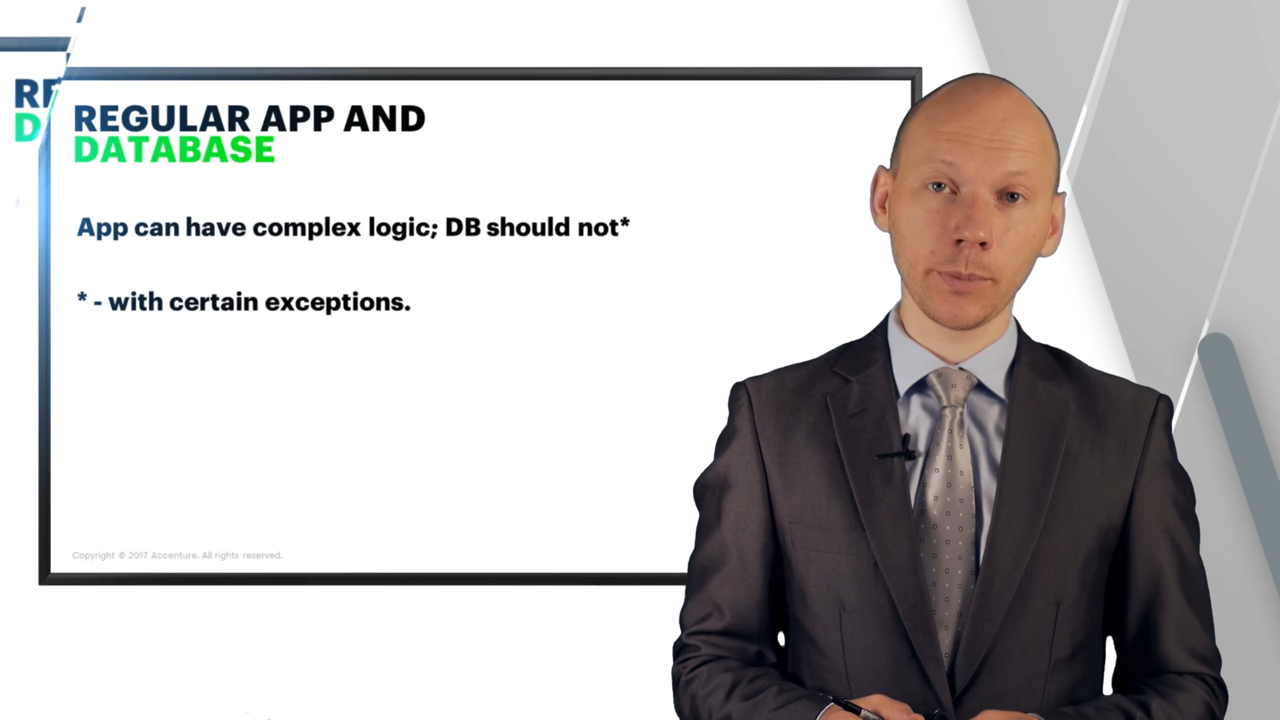 REGULAR APP AND
DATABASE
App can have complex logic; DB should not*
* - with certain exceptions.
Copyright © 2017 Accenture. All rights reserved.